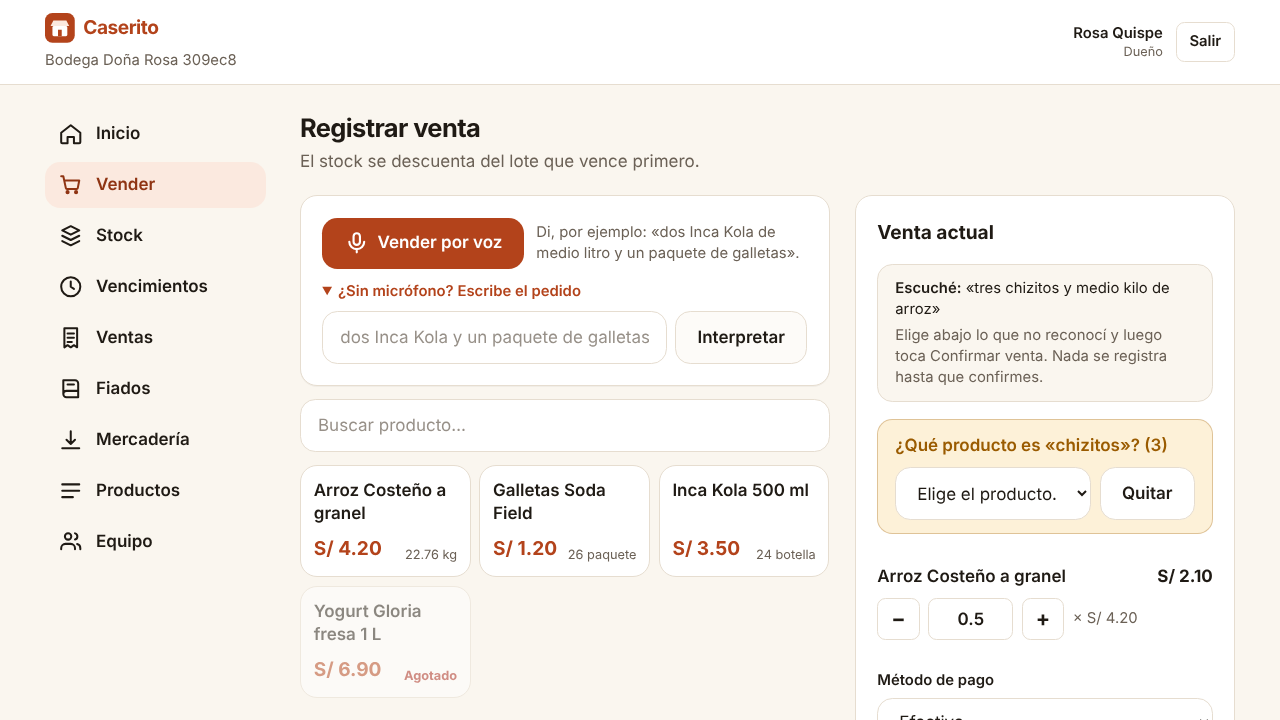 Caserito
Bodega Doña Rosa 309ec8
Rosa Quispe
Dueño
Salir
Inicio
Vender
Stock
Vencimientos
Ventas
Fiados
Mercadería
Productos
Equipo
Registrar venta
El stock se descuenta del lote que vence primero.
Vender por voz
Di, por ejemplo: «dos Inca Kola de
medio litro y un paquete de galletas».
▼ ¿Sin micrófono? Escribe el pedido
dos Inca Kola y un paquete de galletas
Interpretar
Buscar producto...
Arroz Costeño a
granel
S/ 4.20
22.76 kg
Galletas Soda
Field
S/ 1.20
26 paquete
Inca Kola 500 ml
S/ 3.50
24 botella
Yogurt Gloria
fresa 1 L
S/ 6.90
Agotado
Venta actual
Escuché: «tres chizitos y medio kilo de
arroz»
Elige abajo lo que no reconocí y luego
toca Confirmar venta. Nada se registra
hasta que confirmes.
¿Qué producto es «chizitos»? (3)
Elige el producto.
Quitar
Arroz Costeño a granel
S/ 2.10
−
0.5
+
× S/ 4.20
Método de pago
Efectivo